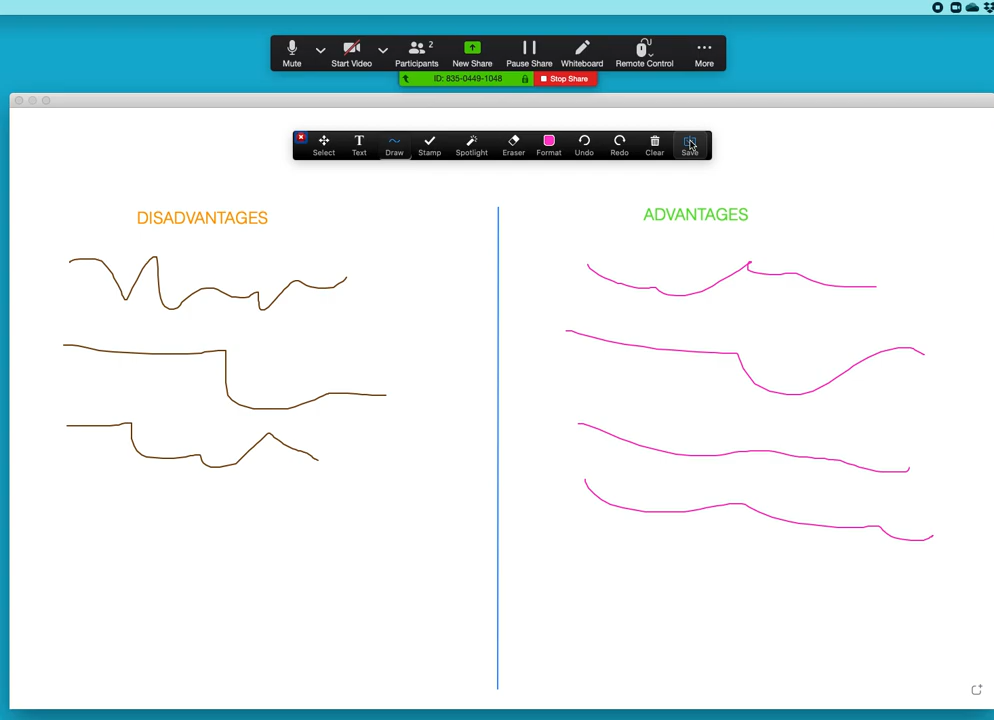 Mute
Start Video
Participants 2
New Share
Pause Share
Whiteboard
Remote Control
More
ID: 835-0449-1048
Stop Share
Select
Text
Draw
Stamp
Spotlight
Eraser
Format
Undo
Redo
Clear
Save
DISADVANTAGES
ADVANTAGES